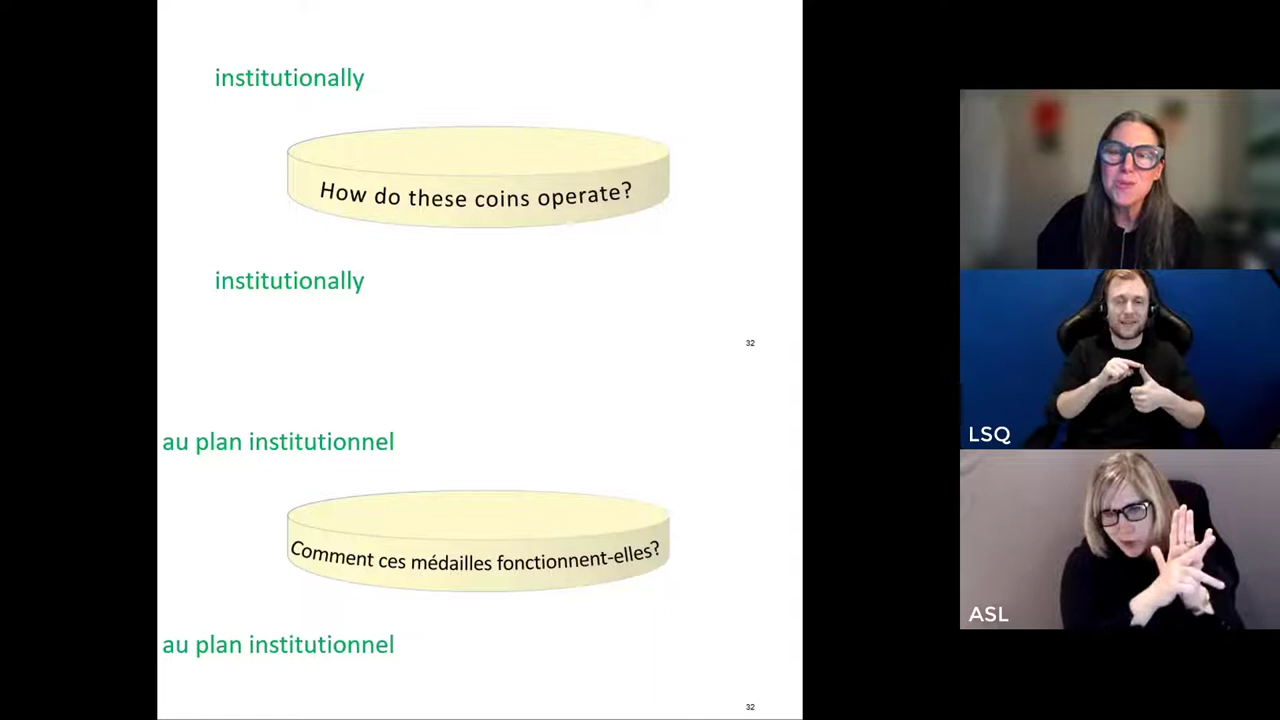 institutionally
How do these coins operate?
institutionally
32
au plan institutionnel
Comment ces médailles fonctionnent-elles?
au plan institutionnel
32
LSQ
ASL